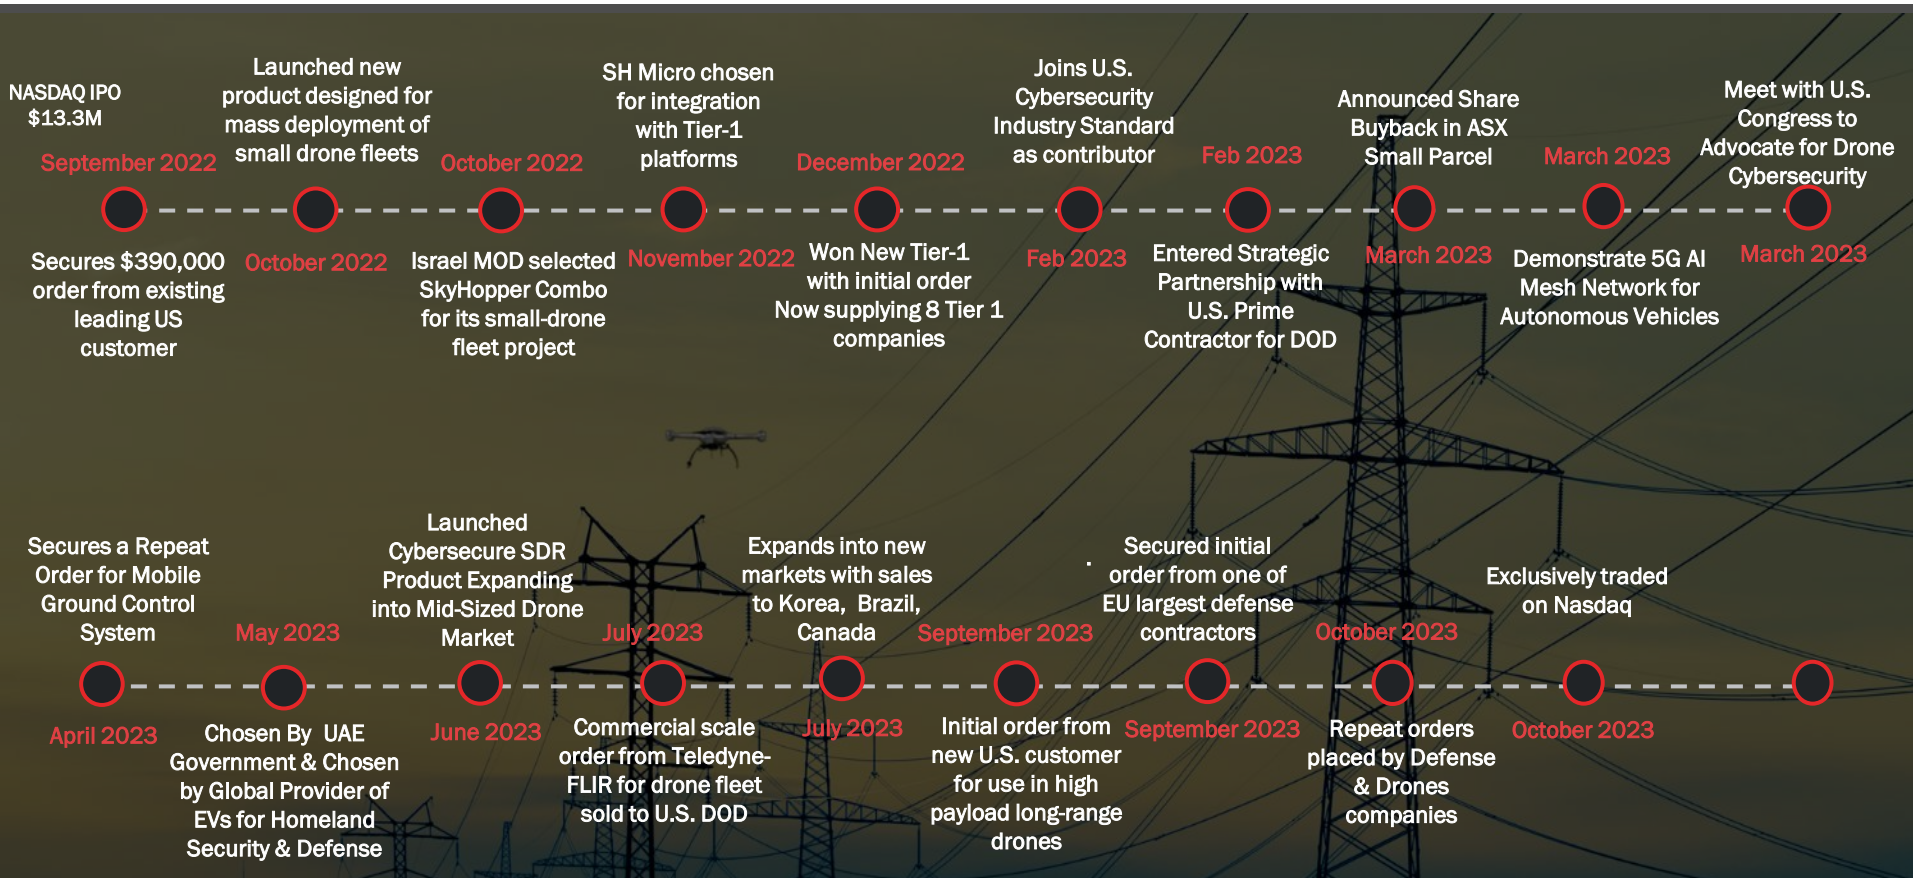 NASDAQ IPO
$13.3M
September 2022
Secures $390,000
order from existing
leading US
customer
Launched new
product designed for
mass deployment of
small drone fleets
October 2022
October 2022
Israel MOD selected
SkyHopper Combo
for its small-drone
fleet project
SH Micro chosen
for integration
with Tier-1
platforms
November 2022
December 2022
Won New Tier-1
with initial order
Now supplying 8 Tier 1
companies
Joins U.S.
Cybersecurity
Industry Standard
as contributor
Feb 2023
Feb 2023
Entered Strategic
Partnership with
U.S. Prime
Contractor for DOD
Announced Share
Buyback in ASX
Small Parcel
March 2023
March 2023
Demonstrate 5G AI
Mesh Network for
Autonomous Vehicles
Meet with U.S.
Congress to
Advocate for Drone
Cybersecurity
March 2023
Secures a Repeat
Order for Mobile
Ground Control
System
April 2023
May 2023
Chosen By  UAE
Government & Chosen
by Global Provider of
EVs for Homeland
Security & Defense
Launched
Cybersecure SDR
Product Expanding
into Mid-Sized Drone
Market
June 2023
July 2023
Commercial scale
order from Teledyne-
FLIR for drone fleet
sold to U.S. DOD
Expands into new
markets with sales
to Korea,  Brazil,
Canada
July 2023
September 2023
Initial order from
new U.S. customer
for use in high
payload long-range
drones
.
Secured initial
order from one of
EU largest defense
contractors
September 2023
October 2023
Repeat orders
placed by Defense
& Drones
companies
Exclusively traded
on Nasdaq
October 2023